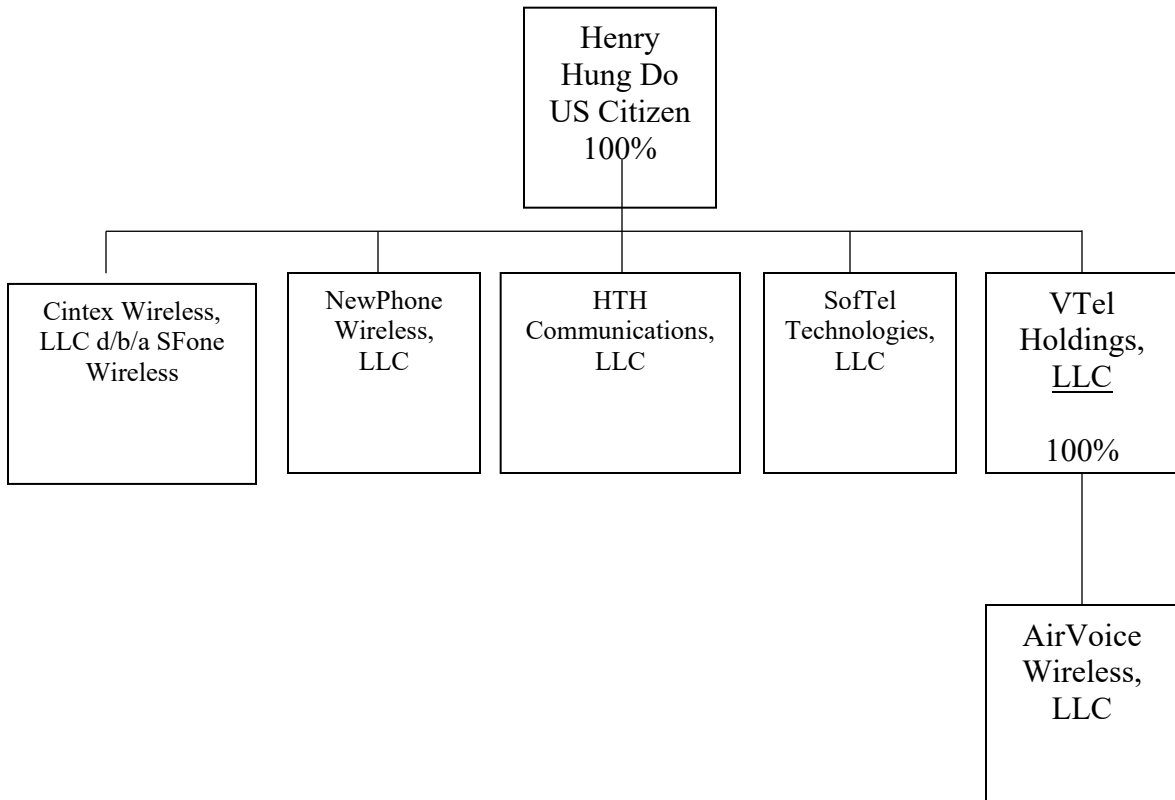 Henry
Hung Do
US Citizen
100%
Cintex Wireless,
LLC d/b/a SFone
Wireless
NewPhone
Wireless,
LLC
HTH
Communications,
LLC
SofTel
Technologies,
LLC
VTel
Holdings,
LLC
100%
AirVoice
Wireless,
LLC